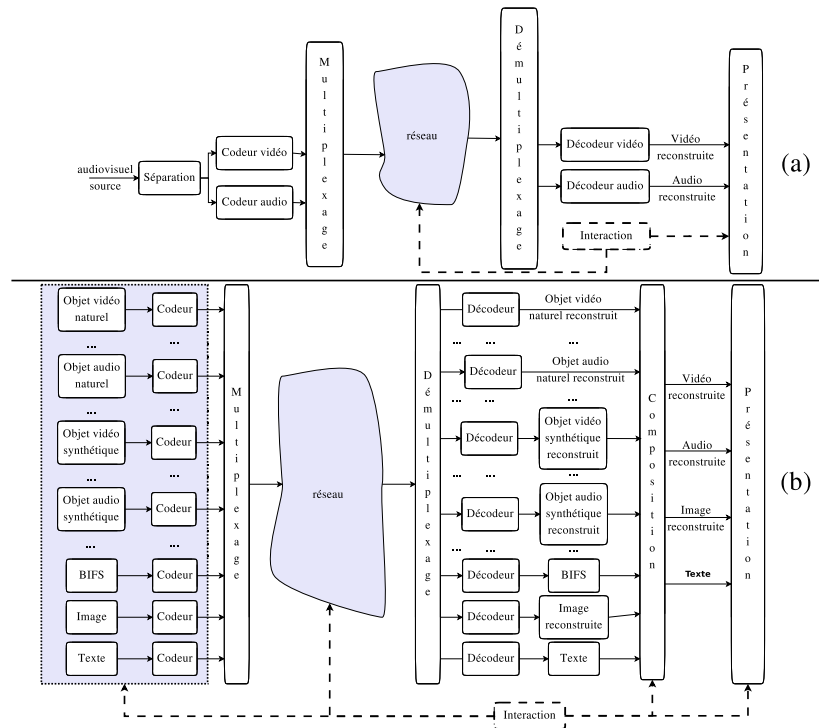 audiovisuel
source
Séparation
Codeur vidéo
Codeur audio
Multiplexage
réseau
Démultiplexage
Décodeur vidéo
Décodeur audio
Vidéo
reconstruite
Audio
reconstruite
Interaction
Présentation
(a)
Objet vidéo
naturel
Codeur
...
...
Objet audio
naturel
Codeur
...
...
Objet vidéo
synthétique
Codeur
...
...
Objet audio
synthétique
Codeur
...
...
BIFS
Codeur
Image
Codeur
Texte
Codeur
Multiplexage
réseau
Démultiplexage
Décodeur
Objet vidéo
naturel reconstruit
... ... ...
Décodeur
Objet audio
naturel reconstruit
... ... ...
Décodeur
Objet vidéo
synthétique
reconstruit
... ... ...
Décodeur
Objet audio
synthétique
reconstruit
... ... ...
Décodeur
BIFS
Décodeur
Image
reconstruite
Décodeur
Texte
Composition
Vidéo
reconstruite
Audio
reconstruite
Image
reconstruite
Texte
Présentation
(b)
Interaction